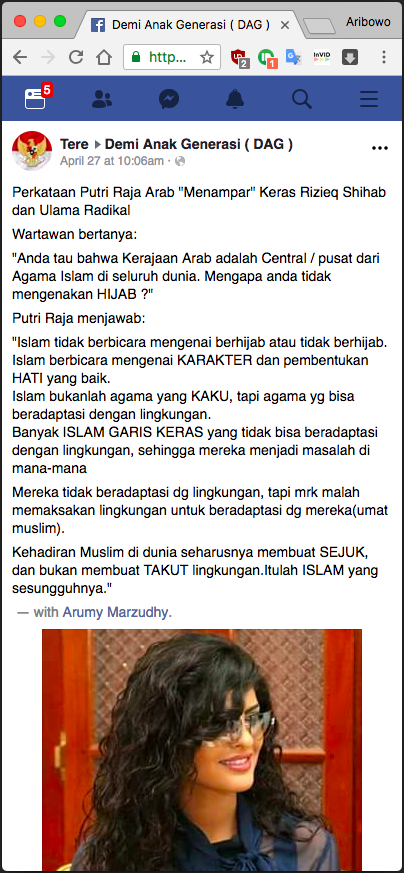 Demi Anak Generasi ( DAG )
Aribowo
http...
2
1
InVID
5
Tere ▸ Demi Anak Generasi ( DAG )
April 27 at 10:06am ·
Perkataan Putri Raja Arab "Menampar" Keras Rizieq Shihab
dan Ulama Radikal
Wartawan bertanya:
"Anda tau bahwa Kerajaan Arab adalah Central / pusat dari
Agama Islam di seluruh dunia. Mengapa anda tidak
mengenakan HIJAB ?"
Putri Raja menjawab:
"Islam tidak berbicara mengenai berhijab atau tidak berhijab.
Islam berbicara mengenai KARAKTER dan pembentukan
HATI yang baik.
Islam bukanlah agama yang KAKU, tapi agama yg bisa
beradaptasi dengan lingkungan.
Banyak ISLAM GARIS KERAS yang tidak bisa beradaptasi
dengan lingkungan, sehingga mereka menjadi masalah di
mana-mana
Mereka tidak beradaptasi dg lingkungan, tapi mrk malah
memaksakan lingkungan untuk beradaptasi dg mereka(umat
muslim).
Kehadiran Muslim di dunia seharusnya membuat SEJUK,
dan bukan membuat TAKUT lingkungan.Itulah ISLAM yang
sesungguhnya."
— with Arumy Marzudhy.